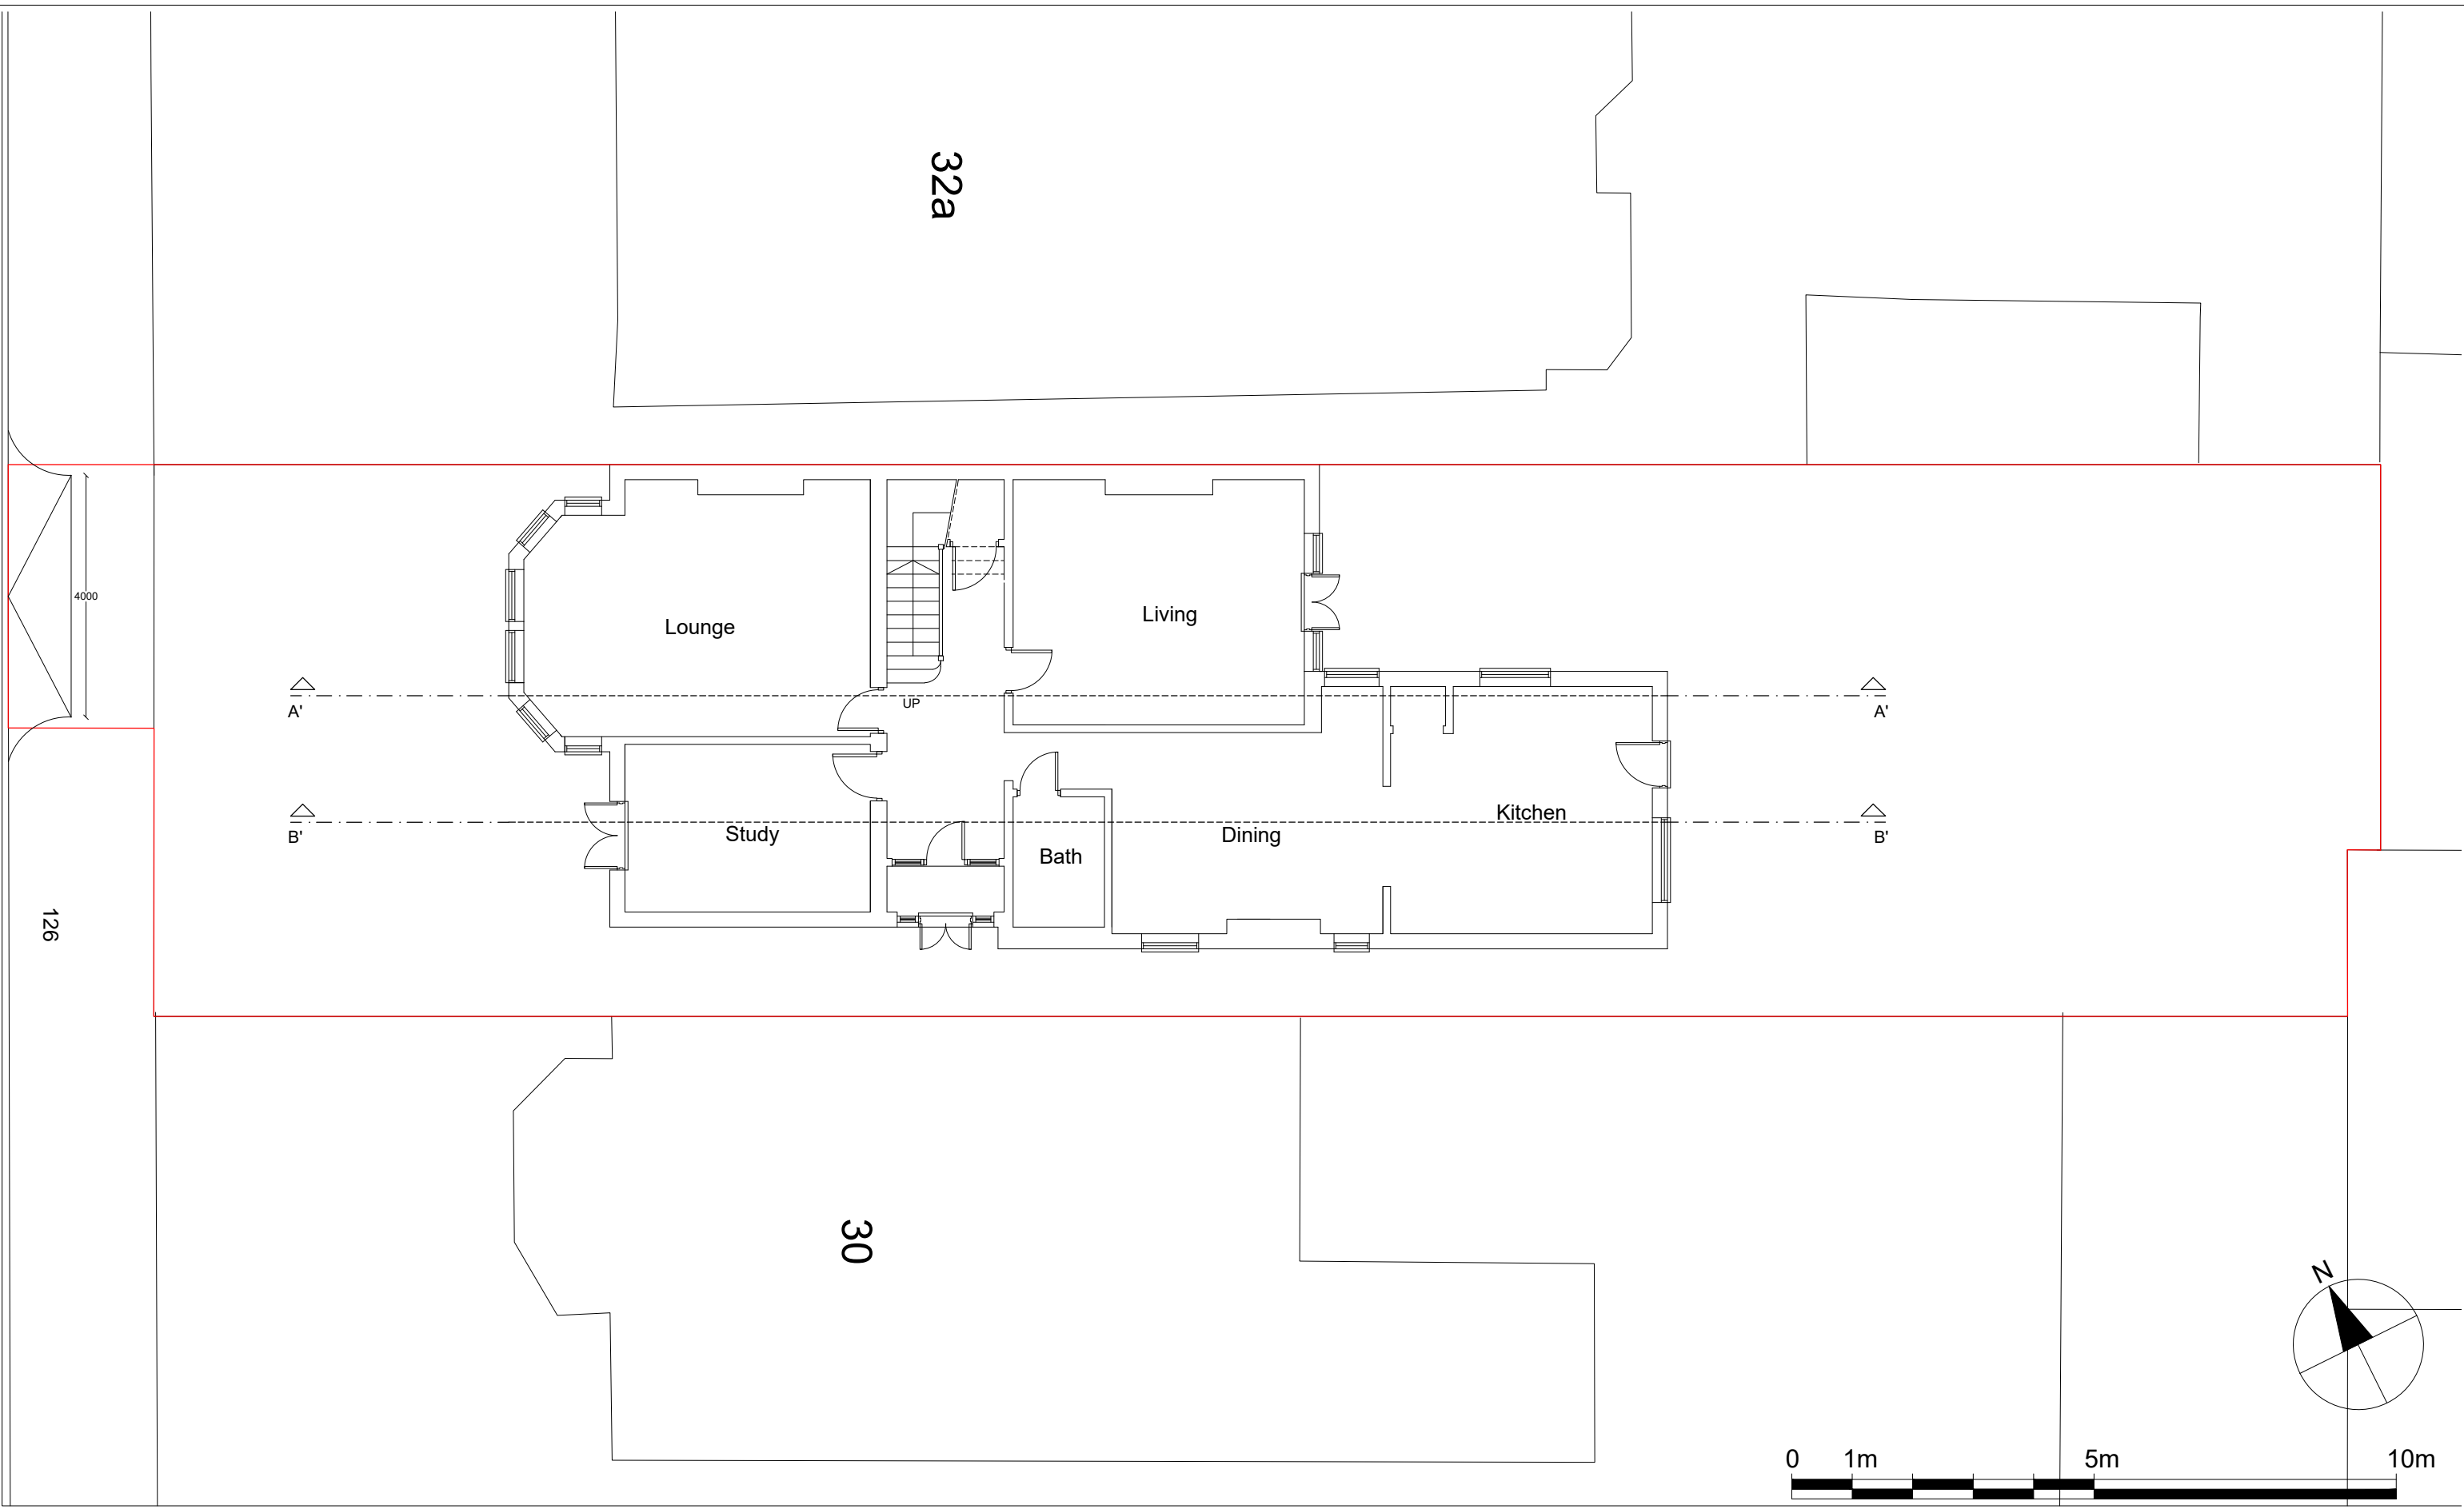 32a
4000
Lounge
Living
UP
A'
A'
Kitchen
Study
Dining
B'
B'
Bath
126
30
N
0 1m 5m 10m